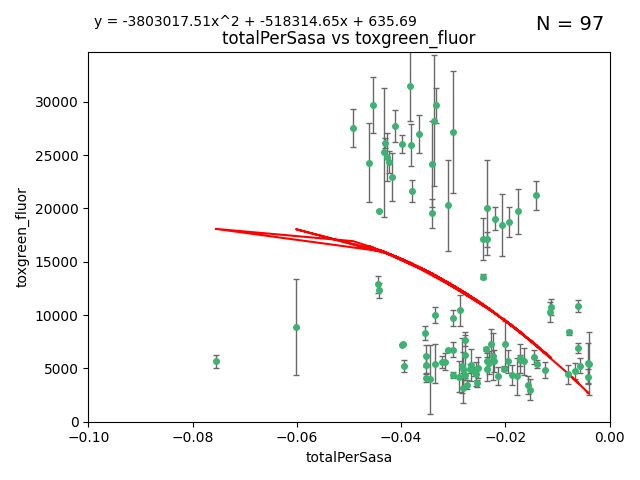 y = -3803017.51x^2 + -518314.65x + 635.69
N = 97
totalPerSasa vs toxgreen_fluor
30000
25000
20000
15000
10000
5000
0
toxgreen_fluor
−0.10
−0.08
−0.06
−0.04
−0.02
0.00
totalPerSasa